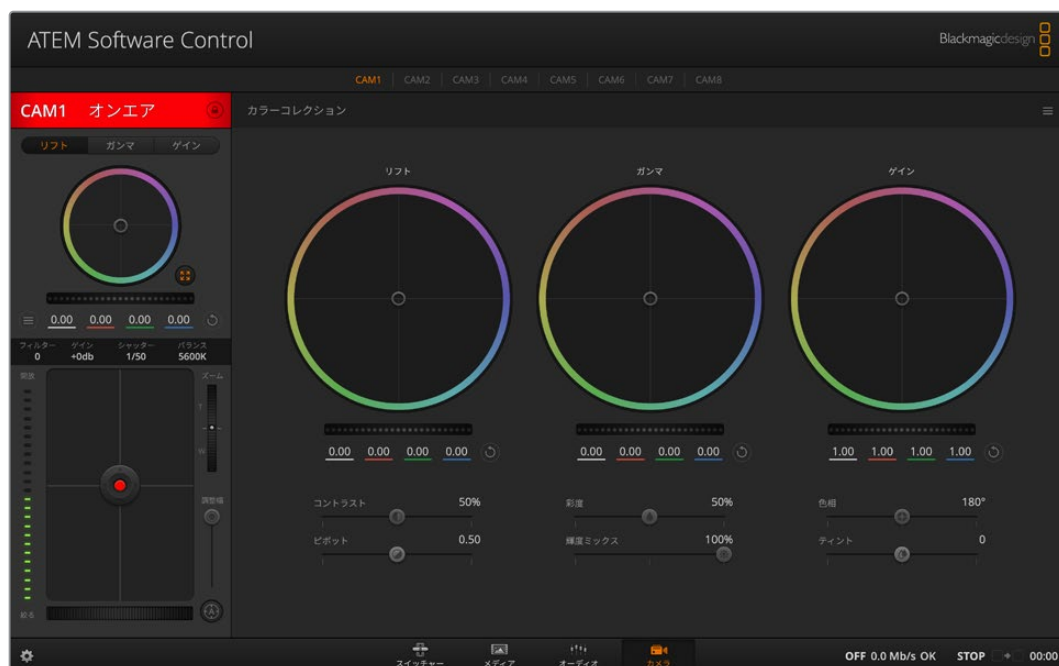 ATEM Software Control
Blackmagicdesign
CAM1 CAM2 CAM3 CAM4 CAM5 CAM6 CAM7 CAM8
CAM1 オンエア
カラーコレクション
リフト ガンマ ゲイン
リフト ガンマ ゲイン
0.00 0.00 0.00 0.00
フィルター ゲイン シャッター バランス
0 +0db 1/50 5600K
開放 ズーム
T
W
調整幅
絞る
A
0.00 0.00 0.00 0.00 0.00 0.00 0.00 0.00 1.00 1.00 1.00 1.00
コントラスト 50% 彩度 50% 色相 180°
ピボット 0.50 輝度ミックス 100% ティント 0
スイッチャー メディア オーディオ カメラ
OFF 0.0 Mb/s OK STOP 00:00